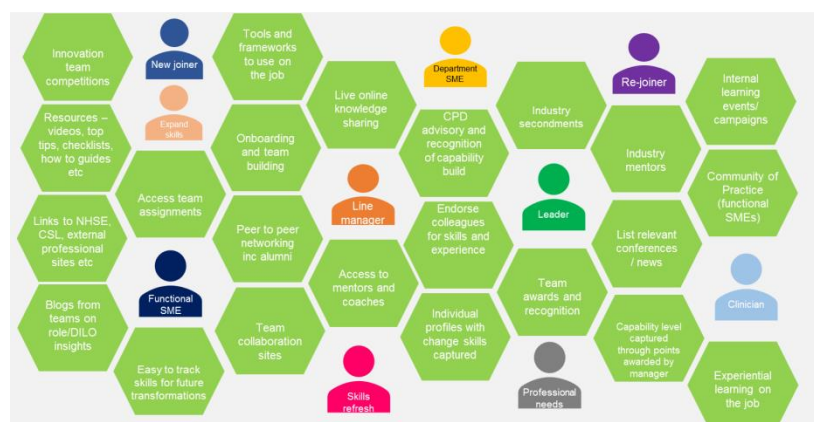 Innovation
team
competitions
Resources –
videos, top
tips, checklists,
how to guides
etc
Links to NHSE,
CSL, external
professional
sites etc
Blogs from
teams on
role/DILO
insights
New joiner
Expand
skills
Access team
assignments
Functional
SME
Easy to track
skills for future
transformations
Tools and
frameworks
to use on
the job
Onboarding
and team
building
Peer to peer
networking
inc alumni
Team
collaboration
sites
Live online
knowledge
sharing
Line
manager
Access to
mentors and
coaches
Skills
refresh
Department
SME
CPD
advisory and
recognition
of capability
build
Endorse
colleagues
for skills and
experience
Individual
profiles with
change skills
captured
Industry
secondments
Leader
Team
awards and
recognition
Professional
needs
Re-joiner
Industry
mentors
List relevant
conferences
/ news
Capability level
captured
through points
awarded by
manager
Internal
learning
events/
campaigns
Community of
Practice
(functional
SMEs)
Clinician
Experiential
learning on
the job